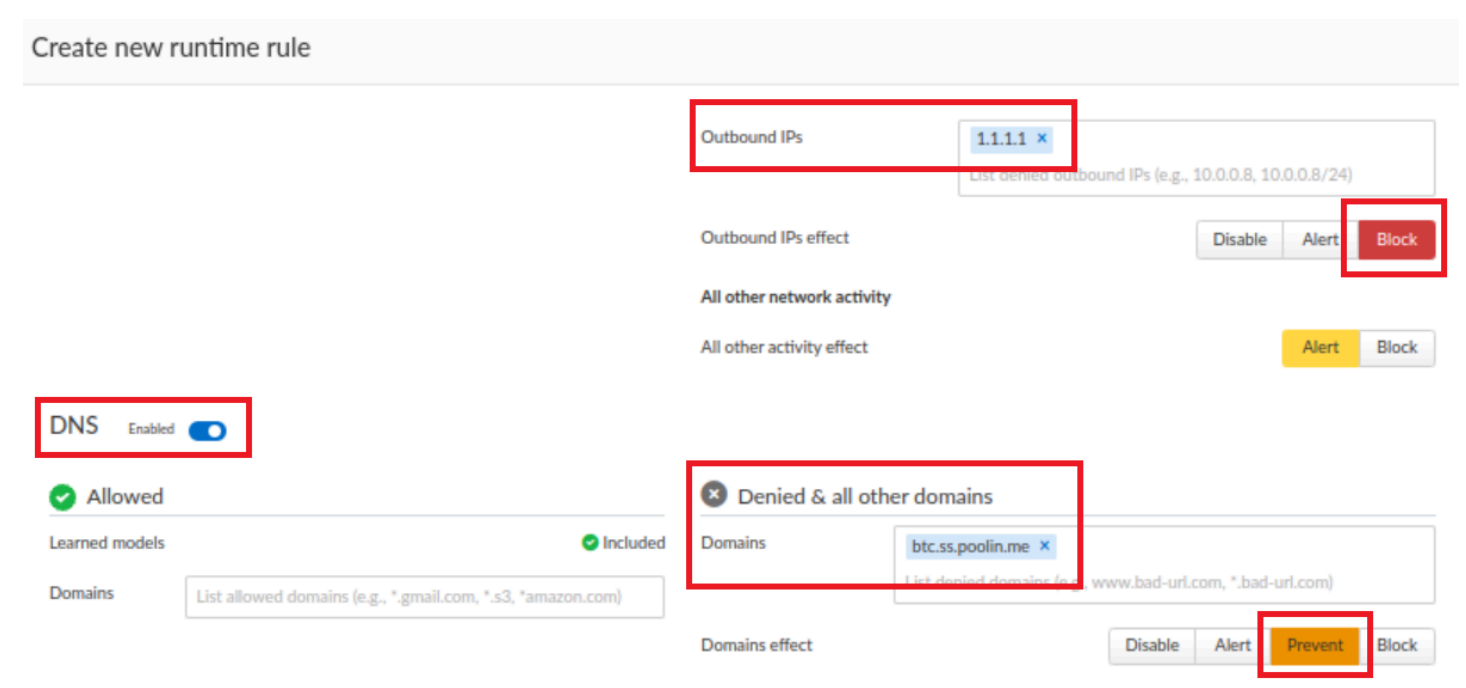 Create new runtime rule
Outbound IPs
1.1.1.1 ×
List denied outbound IPs (e.g., 10.0.0.8, 10.0.0.8/24)
Outbound IPs effect
Disable Alert Block
All other network activity
All other activity effect
Alert Block
DNS Enabled
Allowed
Learned models
Included
Domains
List allowed domains (e.g., *.gmail.com, *.s3, *amazon.com)
Denied & all other domains
Domains
btc.ss.poolin.me ×
List denied domains (e.g., www.bad-url.com, *.bad-url.com)
Domains effect
Disable Alert Prevent Block